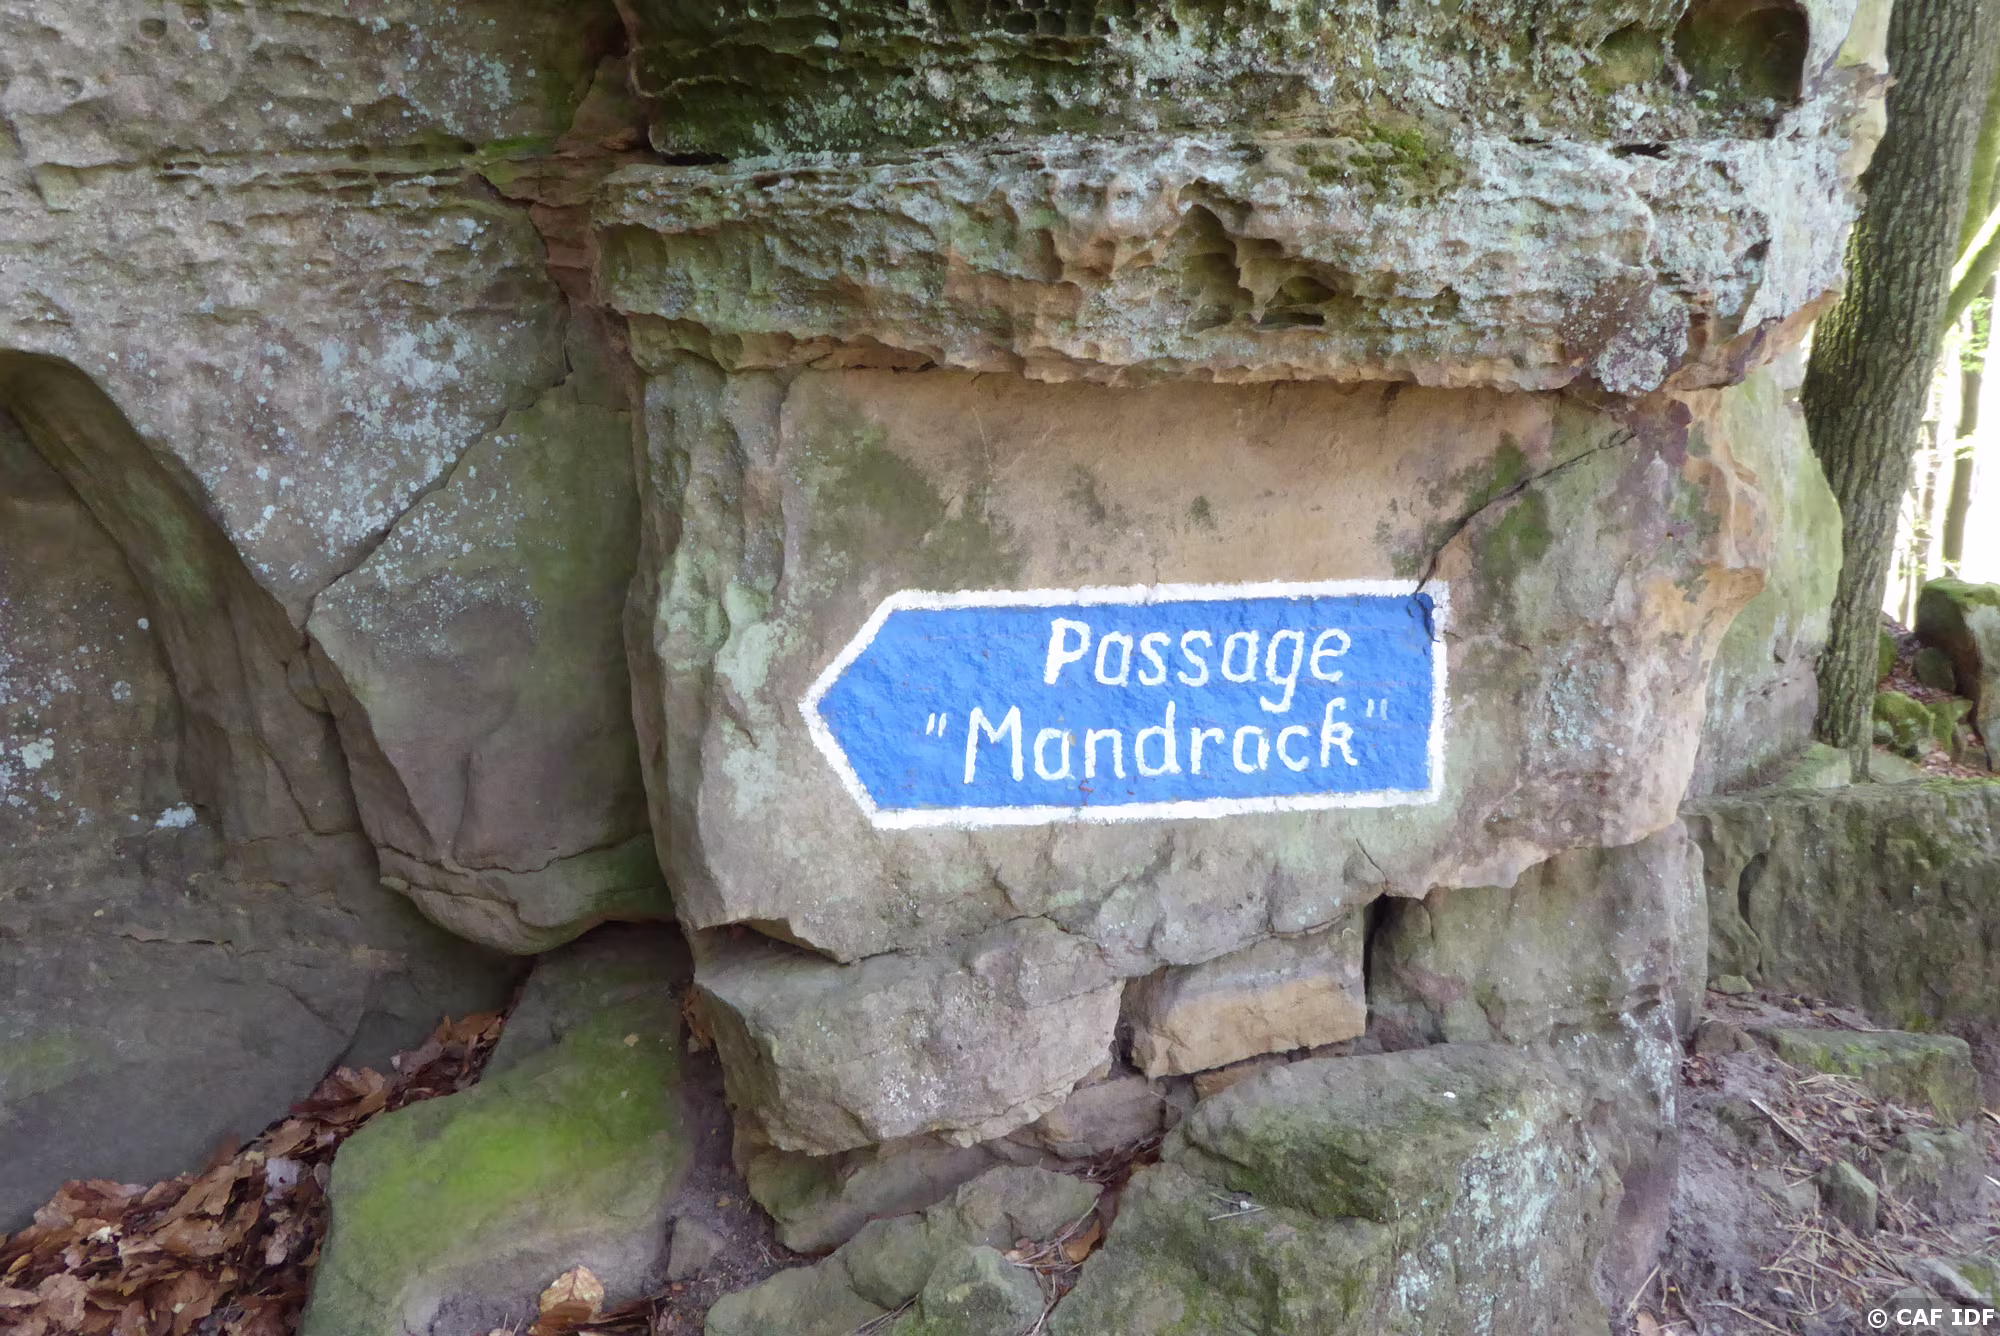 Passage
"Mandrack"
© CAF IDF